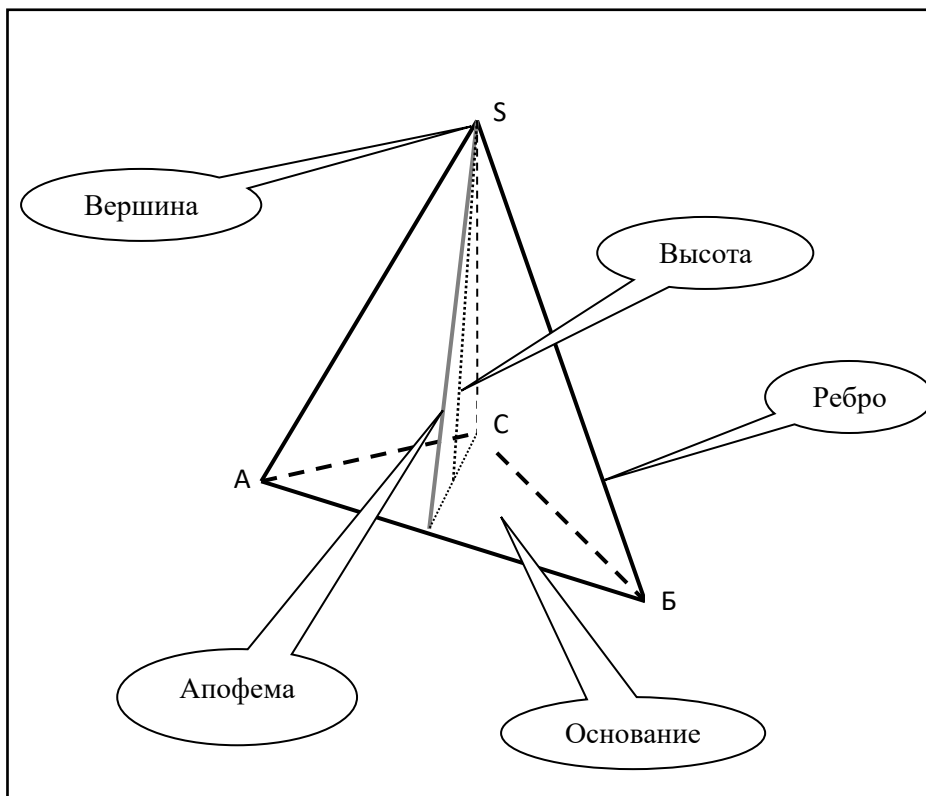 S
Вершина
Высота
Ребро
С
А
Б
Апофема
Основание